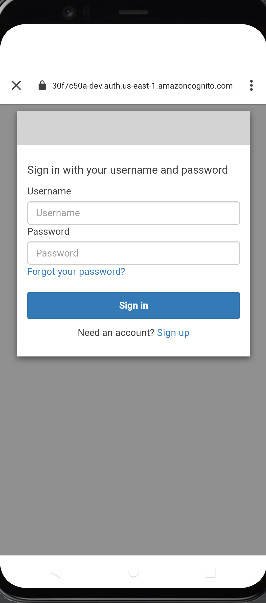 30f7c50a-dev.auth.us-east-1.amazoncognito.com
Sign in with your username and password
Username
Username
Password
Password
Forgot your password?
Sign in
Need an account? Sign up